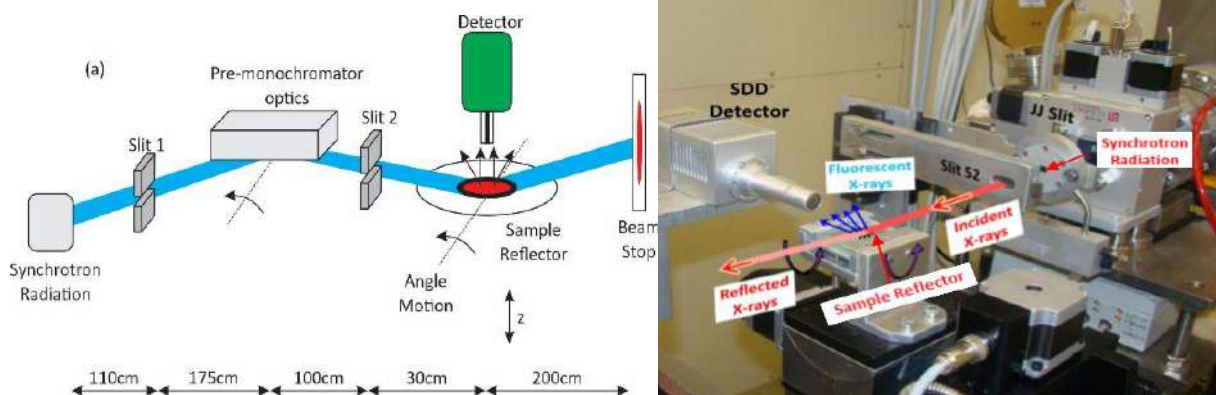 (a)
Detector
Pre-monochromator
optics
Slit 1
Slit 2
Synchrotron
Radiation
Sample
Reflector
Beam
Stop
Angle
Motion
z
110cm
175cm
100cm
30cm
200cm
SDD
Detector
JJ Slit
Synchrotron
Radiation
Slit S2
Fluorescent
X-rays
Incident
X-rays
Reflected
X-rays
Sample Reflector